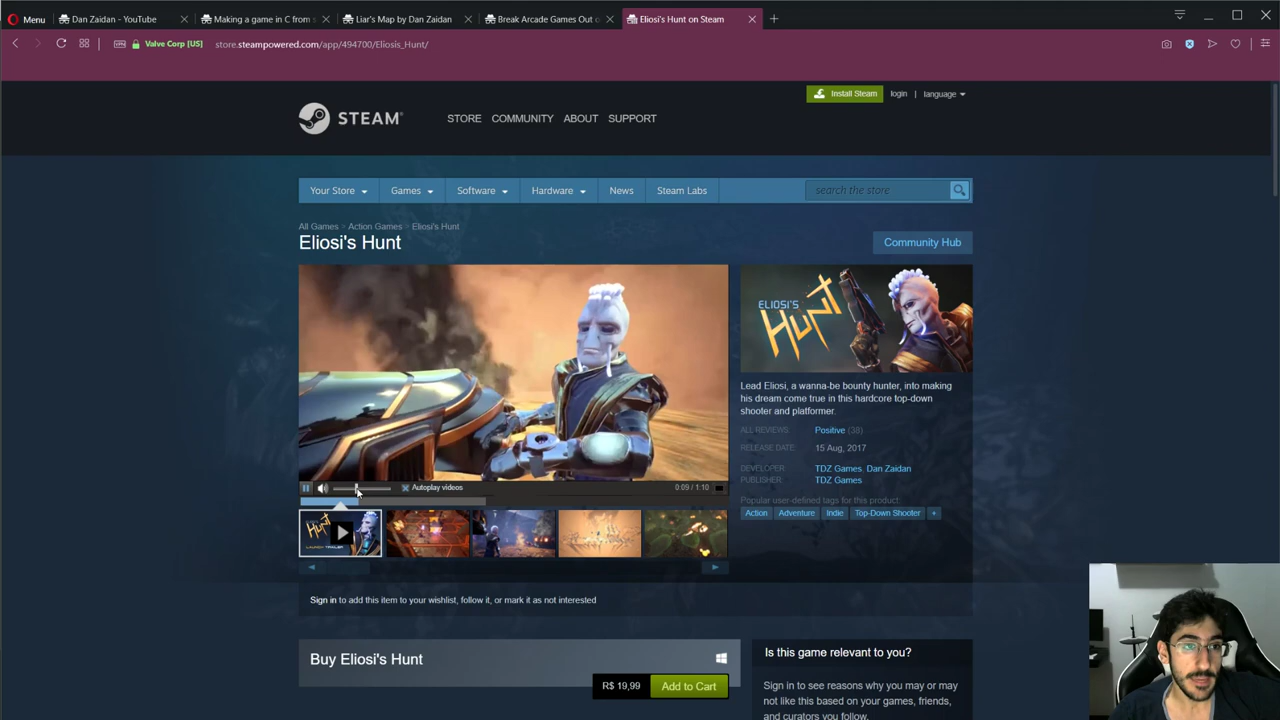 Menu
Dan Zaidan - YouTube
Making a game in C from s
Liar's Map by Dan Zaidan
Break Arcade Games Out o
Eliosi's Hunt on Steam
Valve Corp [US]
store.steampowered.com/app/494700/Eliosis_Hunt/
Install Steam
login | language
STEAM
STORE COMMUNITY ABOUT SUPPORT
Your Store Games Software Hardware News Steam Labs
search the store
All Games > Action Games > Eliosi's Hunt
Eliosi's Hunt
Community Hub
ELIOSI'S
HUNT
Lead Eliosi, a wanna-be bounty hunter, into making
his dream come true in this hardcore top-down
shooter and platformer.
ALL REVIEWS: Positive (38)
RELEASE DATE: 15 Aug, 2017
DEVELOPER: TDZ Games, Dan Zaidan
PUBLISHER: TDZ Games
Popular user-defined tags for this product:
Action Adventure Indie Top-Down Shooter +
Autoplay videos
0:09 / 1:10
HUNT
LAUNCH TRAILER
Sign in to add this item to your wishlist, follow it, or mark it as not interested
Buy Eliosi's Hunt
R$ 19,99 Add to Cart
Is this game relevant to you?
Sign in to see reasons why you may or may
not like this based on your games, friends,
and curators you follow.